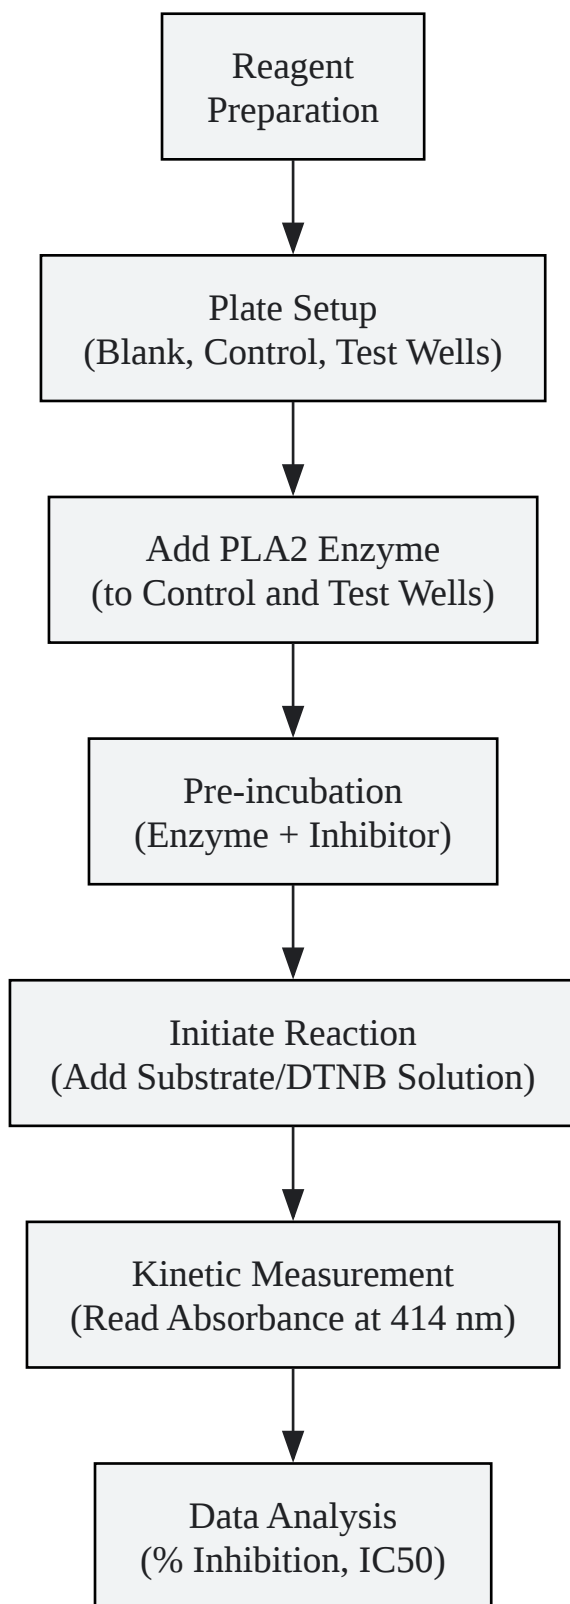 Reagent
Preparation
Plate Setup
(Blank, Control, Test Wells)
Add PLA2 Enzyme
(to Control and Test Wells)
Pre-incubation
(Enzyme + Inhibitor)
Initiate Reaction
(Add Substrate/DTNB Solution)
Kinetic Measurement
(Read Absorbance at 414 nm)
Data Analysis
(% Inhibition, IC50)